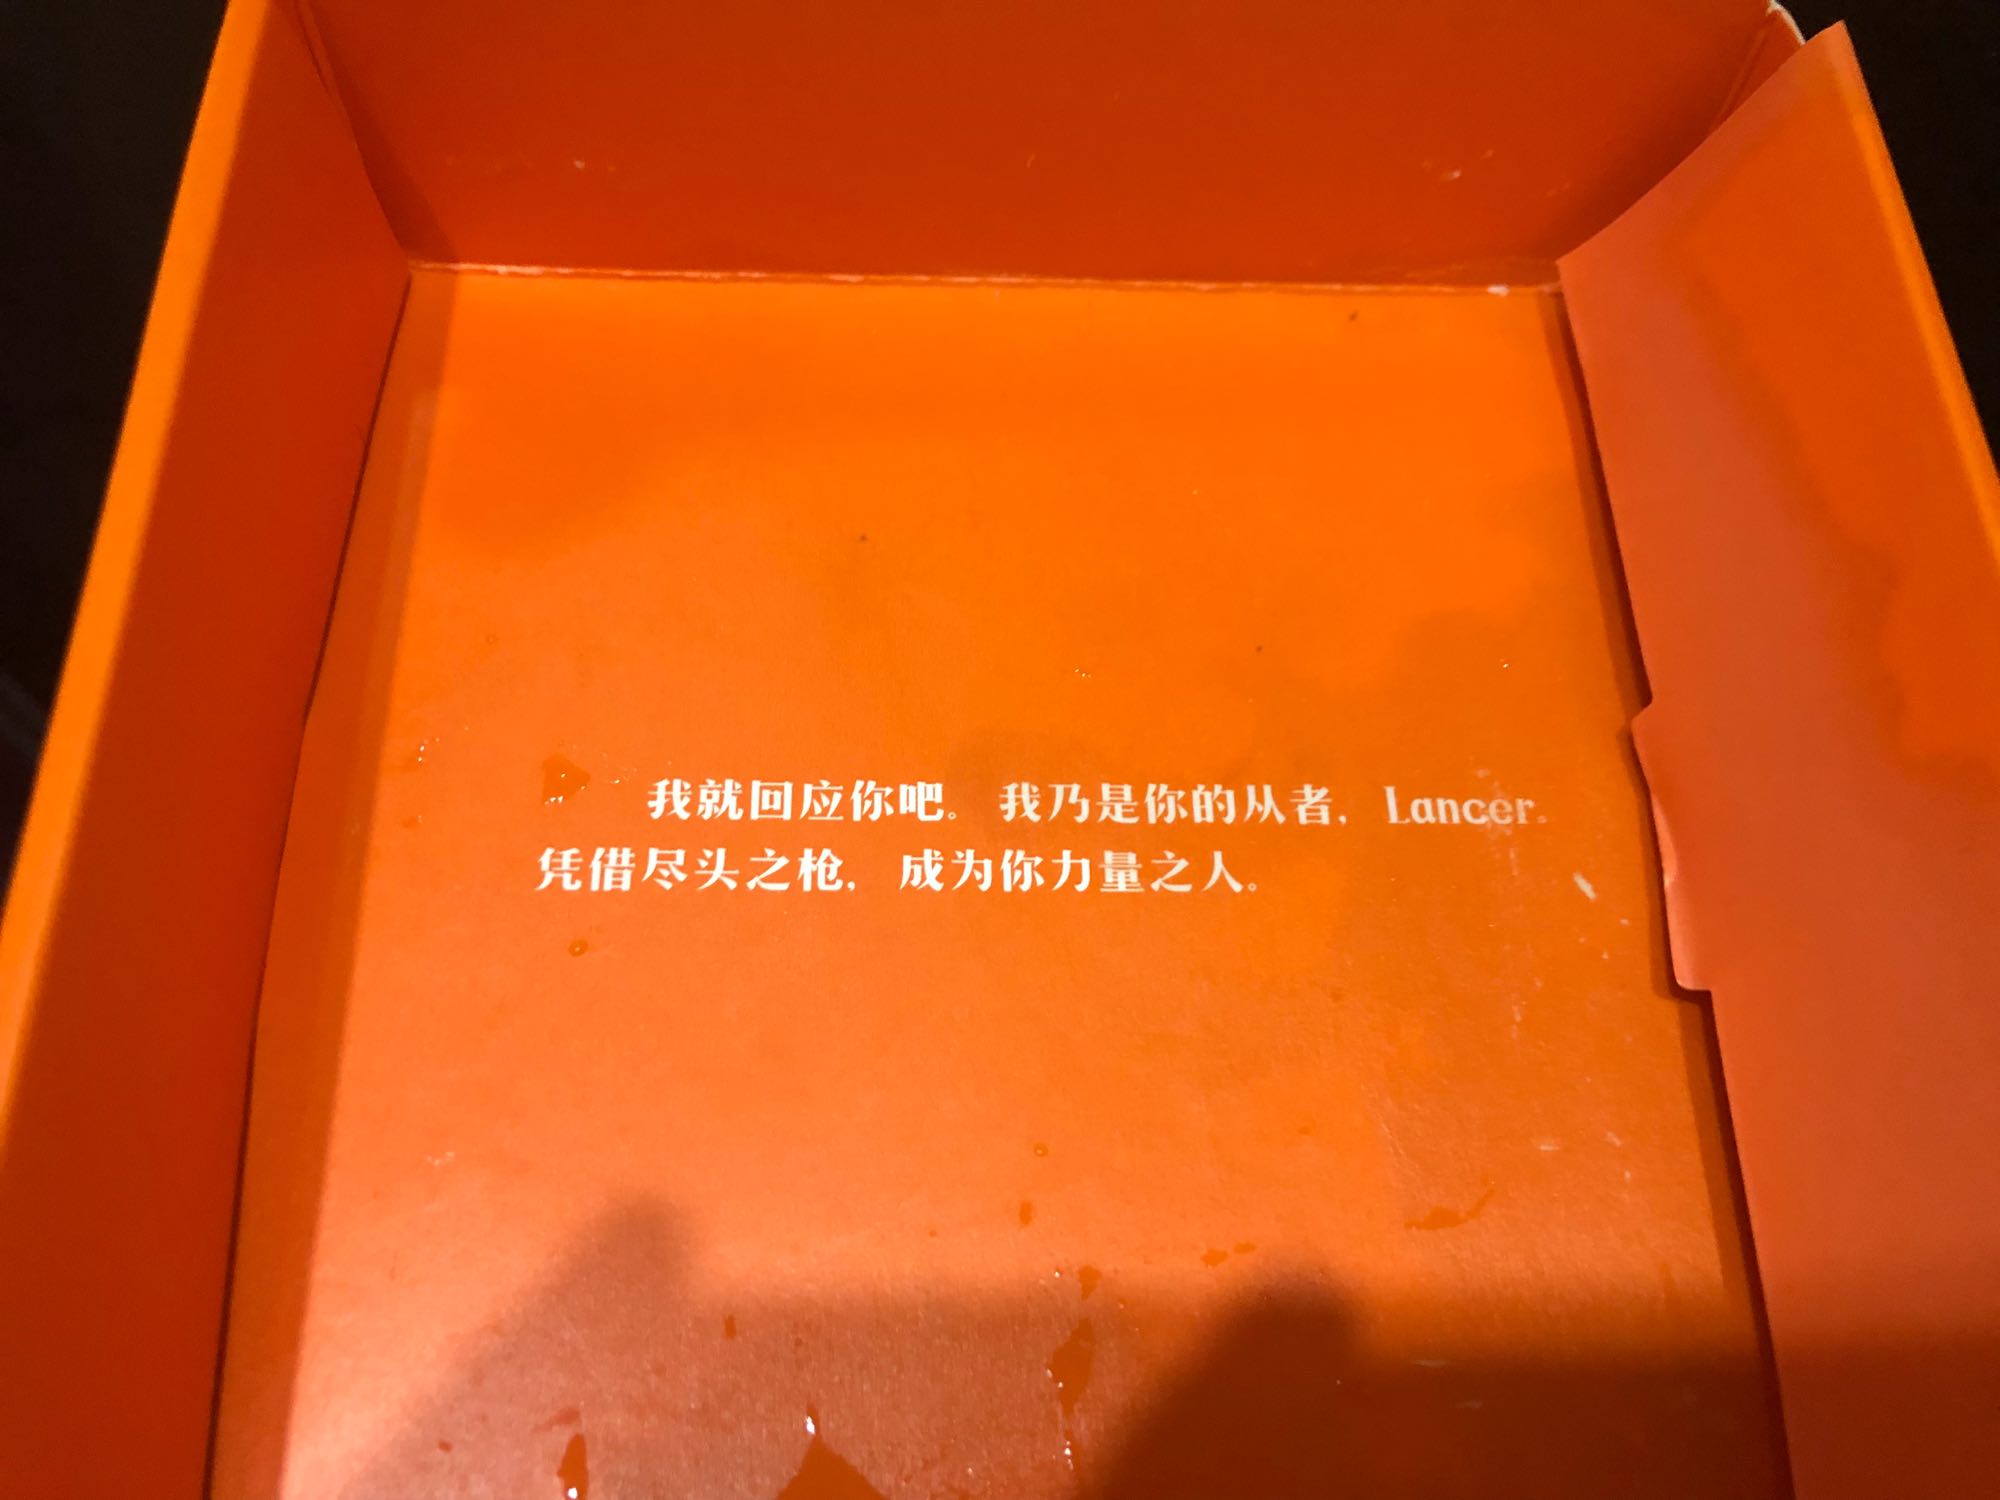 我就回应你吧。我乃是你的从者，Lancer。
凭借尽头之枪，成为你力量之人。